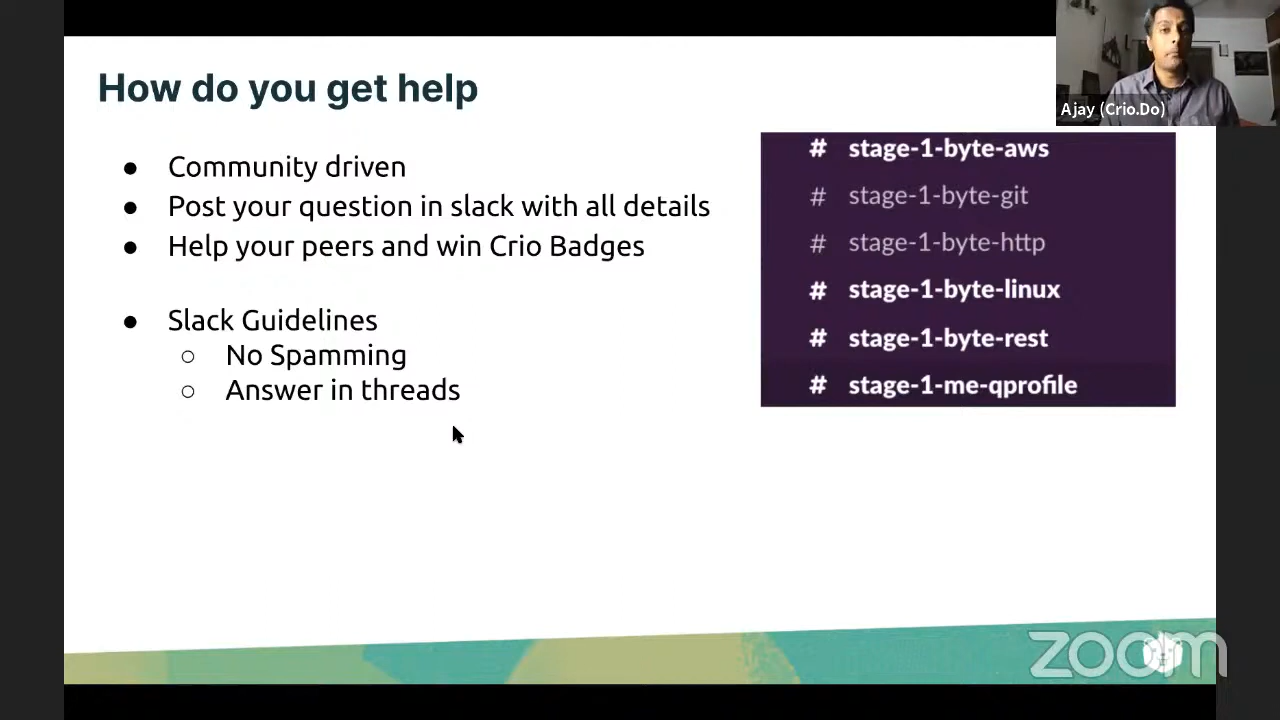 How do you get help
Ajay (Crio.Do)
● Community driven
● Post your question in slack with all details
● Help your peers and win Crio Badges
● Slack Guidelines
○ No Spamming
○ Answer in threads
# stage-1-byte-aws
# stage-1-byte-git
# stage-1-byte-http
# stage-1-byte-linux
# stage-1-byte-rest
# stage-1-me-qprofile
zoom